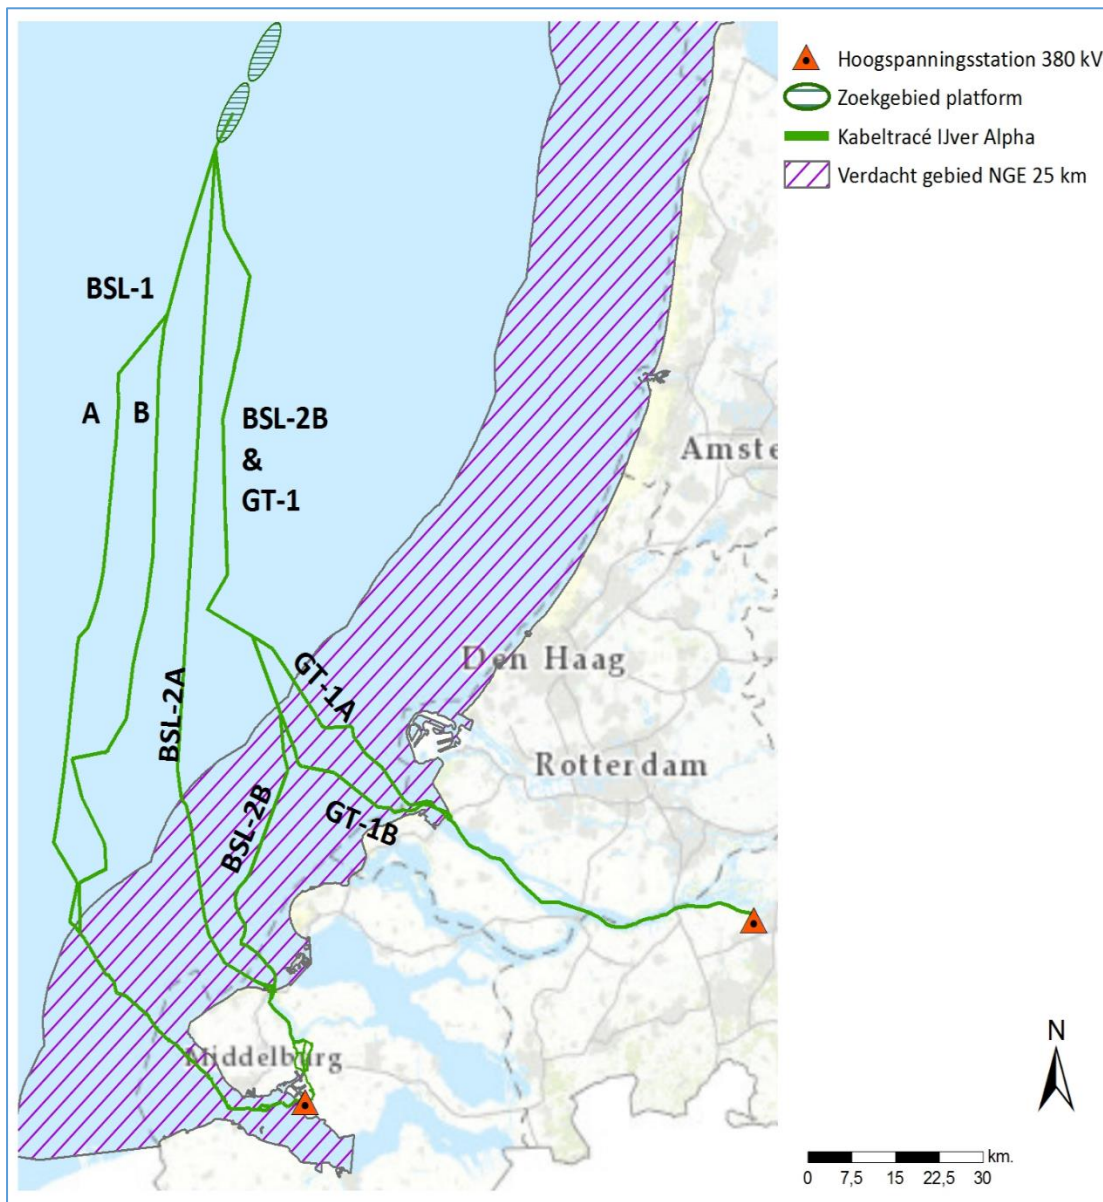 Hoogspanningsstation 380 kV
Zoekgebied platform
Kabeltracé IJver Alpha
Verdacht gebied NGE 25 km
BSL-1
A
B
BSL-2B
&
GT-1
Amste
GT-1A
Den Haag
BSL-2A
Rotterdam
BSL-2B
GT-1B
Middelburg
N
0 7,5 15 22,5 30 km.